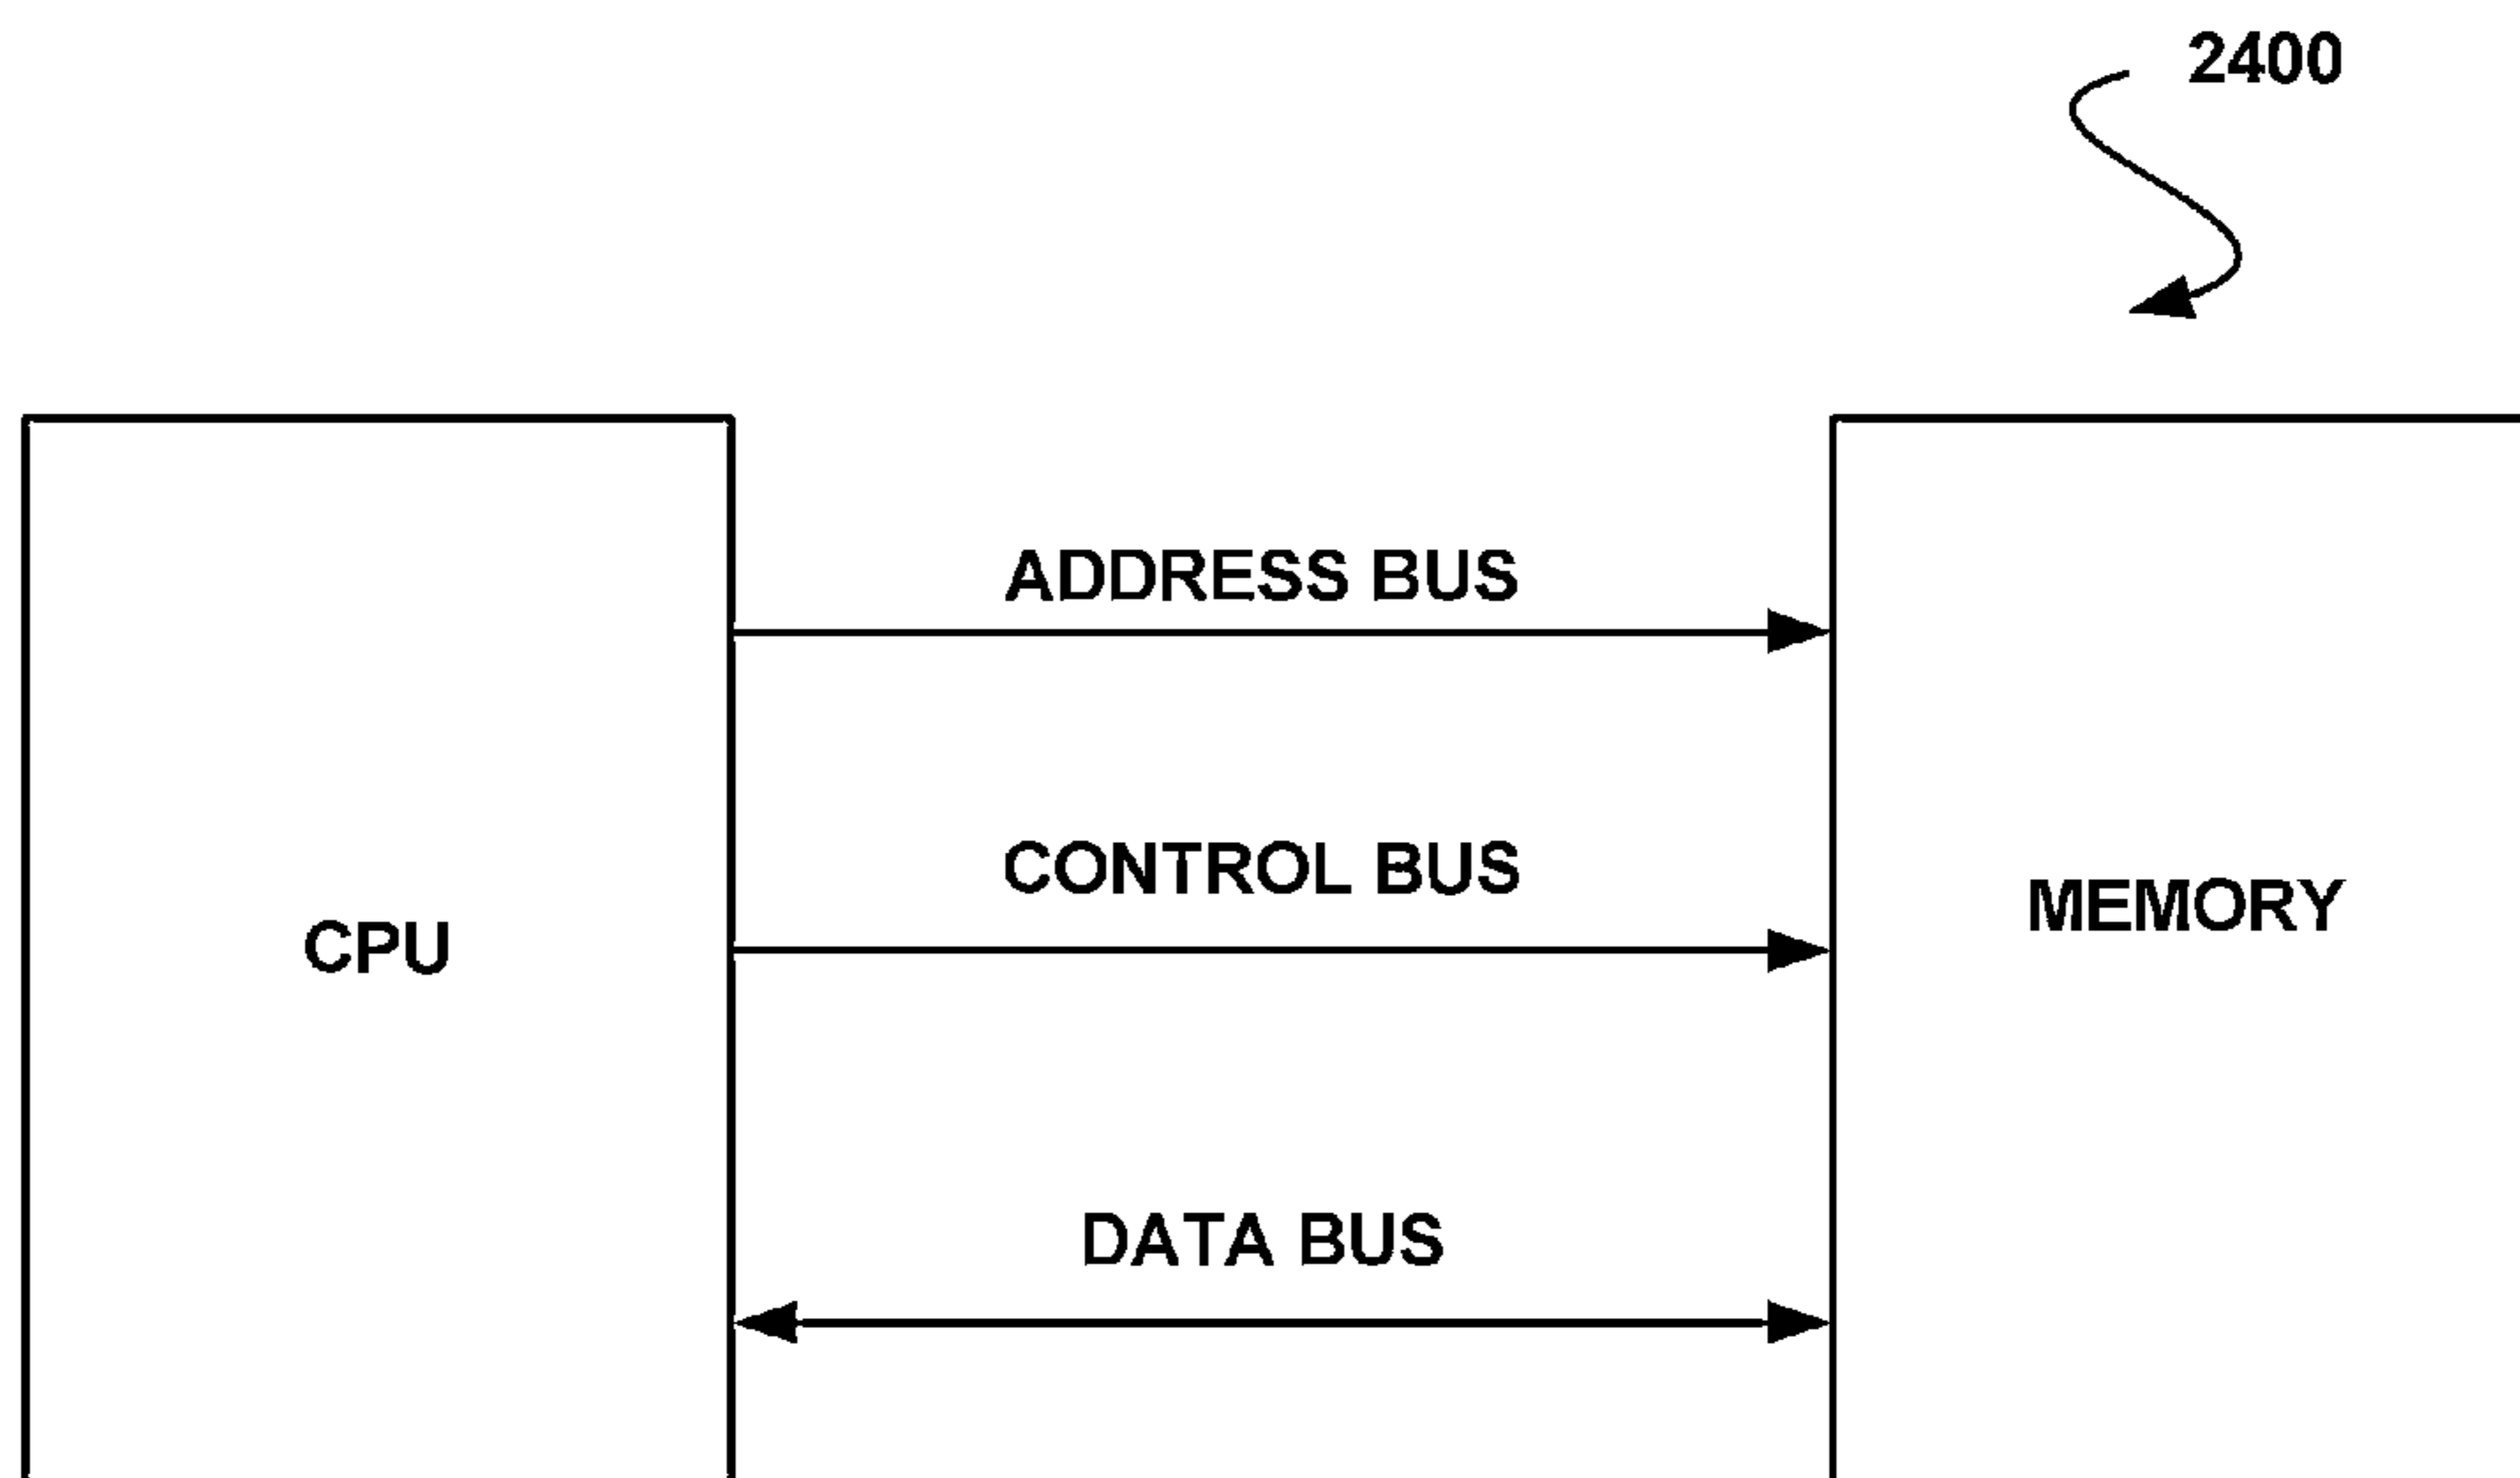 2400
ADDRESS BUS
CONTROL BUS
CPU
MEMORY
DATA BUS